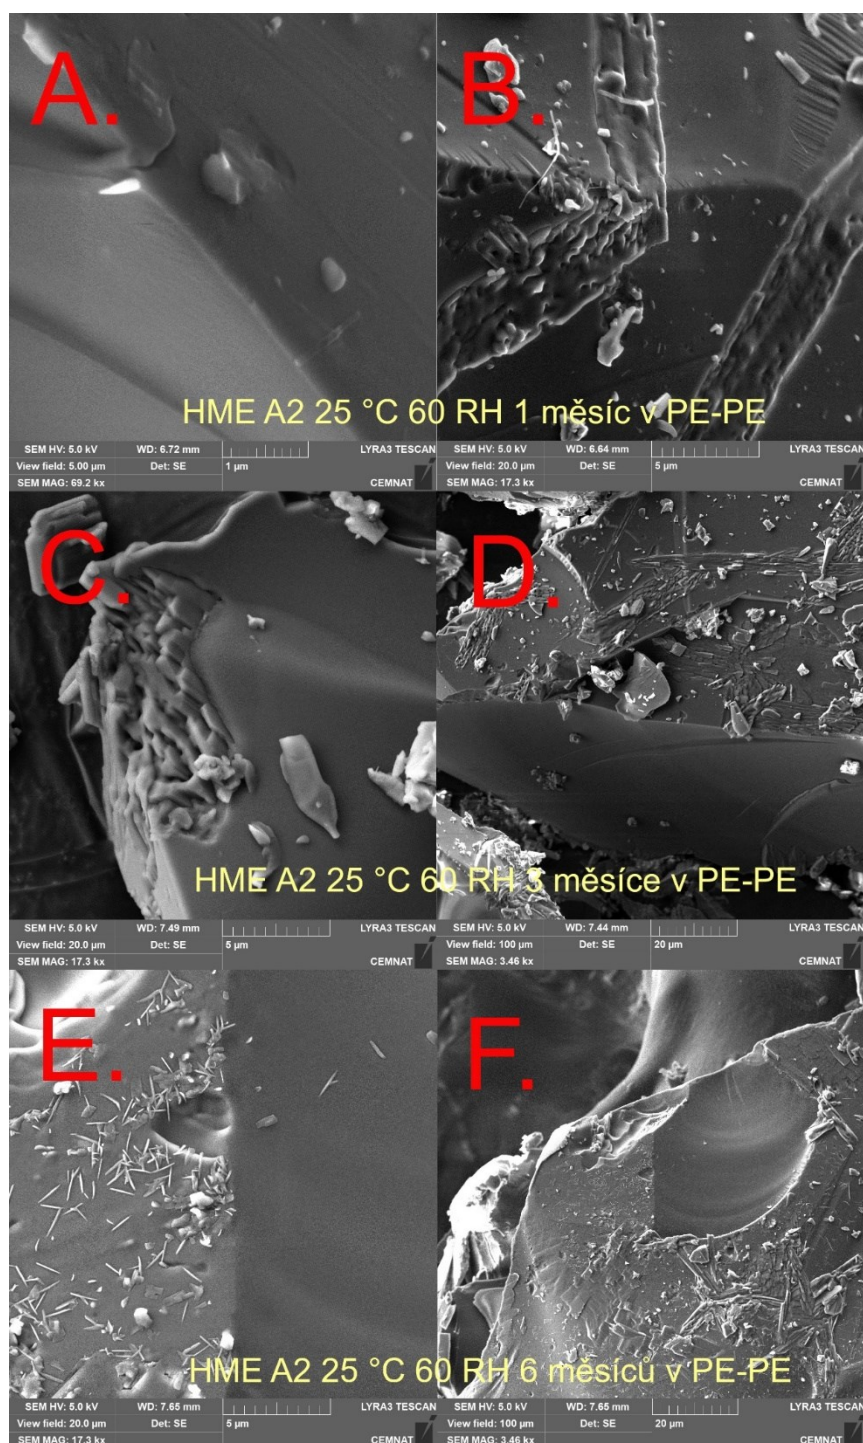 A.
B.
HME A2 25 °C 60 RH 1 měsíc v PE-PE
SEM HV: 5.0 kV WD: 6.72 mm LYRA3 TESCAN
View field: 5.00 µm Det: SE 1 µm
SEM MAG: 69.2 kx CEMNAT
SEM HV: 5.0 kV WD: 6.64 mm LYRA3 TESCAN
View field: 20.0 µm Det: SE 5 µm
SEM MAG: 17.3 kx CEMNAT
C.
D.
HME A2 25 °C 60 RH 3 měsíce v PE-PE
SEM HV: 5.0 kV WD: 7.49 mm LYRA3 TESCAN
View field: 20.0 µm Det: SE 5 µm
SEM MAG: 17.3 kx CEMNAT
SEM HV: 5.0 kV WD: 7.44 mm LYRA3 TESCAN
View field: 100 µm Det: SE 20 µm
SEM MAG: 3.46 kx CEMNAT
E.
F.
HME A2 25 °C 60 RH 6 měsíců v PE-PE
SEM HV: 5.0 kV WD: 7.65 mm LYRA3 TESCAN
View field: 20.0 µm Det: SE 5 µm
SEM MAG: 17.3 kx CEMNAT
SEM HV: 5.0 kV WD: 7.65 mm LYRA3 TESCAN
View field: 100 µm Det: SE 20 µm
SEM MAG: 3.46 kx CEMNAT